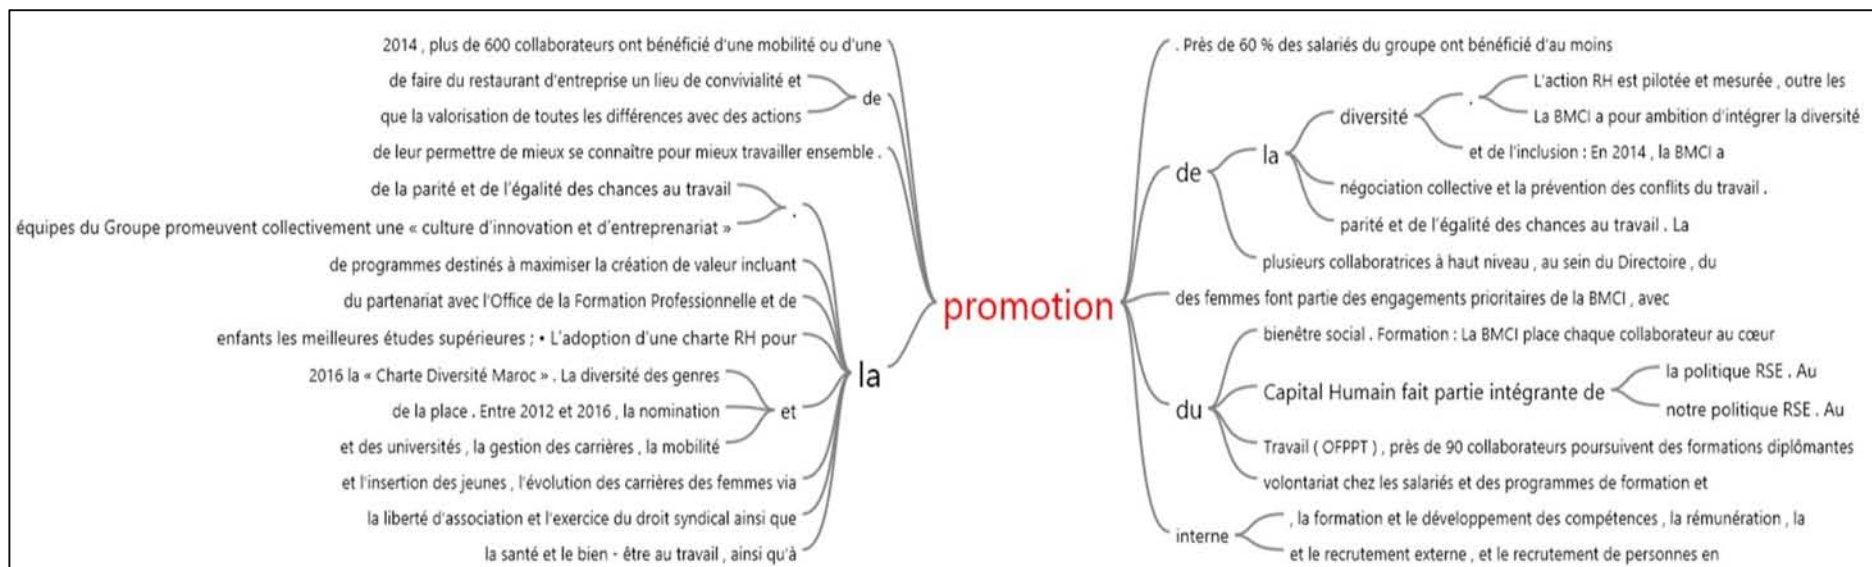 2014 , plus de 600 collaborateurs ont bénéficié d'une mobilité ou d'une
de faire du restaurant d'entreprise un lieu de convivialité et
de
que la valorisation de toutes les différences avec des actions
de leur permettre de mieux se connaître pour mieux travailler ensemble .
de la parité et de l'égalité des chances au travail
.
équipes du Groupe promeuvent collectivement une « culture d'innovation et d'entreprenariat »
de programmes destinés à maximiser la création de valeur incluant
du partenariat avec l'Office de la Formation Professionnelle et de
enfants les meilleures études supérieures ; • L'adoption d'une charte RH pour
la
2016 la « Charte Diversité Maroc » . La diversité des genres
de la place . Entre 2012 et 2016 , la nomination
et
et des universités , la gestion des carrières , la mobilité
et l'insertion des jeunes , l'évolution des carrières des femmes via
la liberté d'association et l'exercice du droit syndical ainsi que
la santé et le bien - être au travail , ainsi qu'à
promotion
. Près de 60 % des salariés du groupe ont bénéficié d'au moins
de
la
diversité
.
L'action RH est pilotée et mesurée , outre les
La BMCI a pour ambition d'intégrer la diversité
et de l'inclusion : En 2014 , la BMCI a
négociation collective et la prévention des conflits du travail .
parité et de l'égalité des chances au travail . La
plusieurs collaboratrices à haut niveau , au sein du Directoire , du
des femmes font partie des engagements prioritaires de la BMCI , avec
du
bienêtre social . Formation : La BMCI place chaque collaborateur au cœur
Capital Humain fait partie intégrante de
la politique RSE . Au
notre politique RSE . Au
Travail ( OFPPT ) , près de 90 collaborateurs poursuivent des formations diplômantes
volontariat chez les salariés et des programmes de formation et
interne
, la formation et le développement des compétences , la rémunération , la
et le recrutement externe , et le recrutement de personnes en